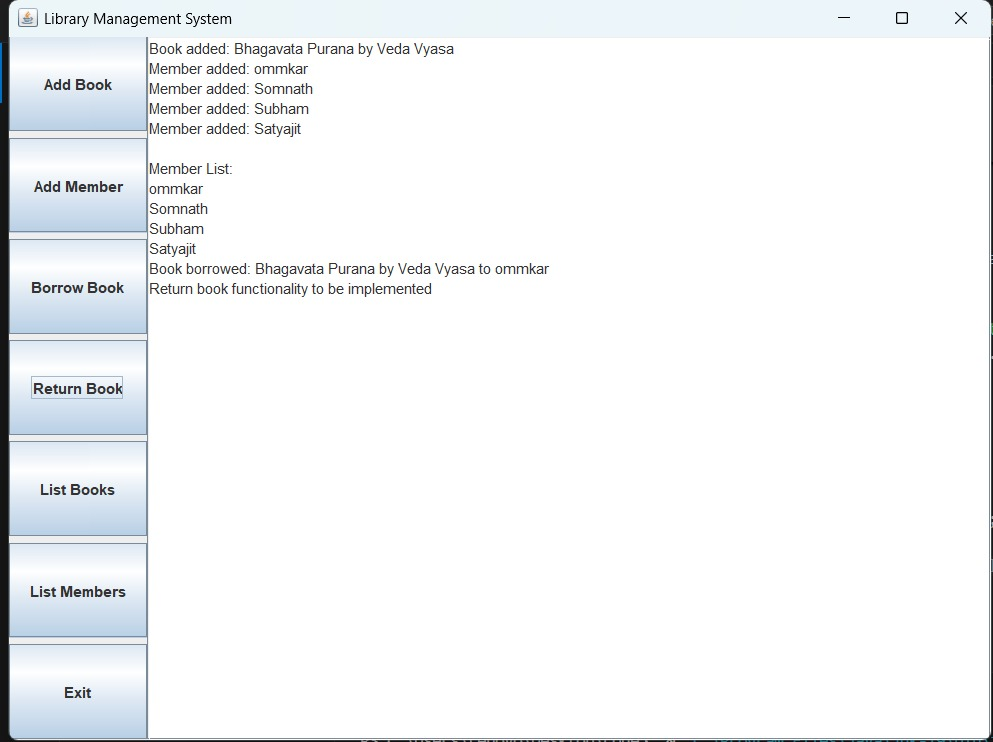 Library Management System
Add Book
Add Member
Borrow Book
Return Book
List Books
List Members
Exit
Book added: Bhagavata Purana by Veda Vyasa
Member added: ommkar
Member added: Somnath
Member added: Subham
Member added: Satyajit
Member List:
ommkar
Somnath
Subham
Satyajit
Book borrowed: Bhagavata Purana by Veda Vyasa to ommkar
Return book functionality to be implemented